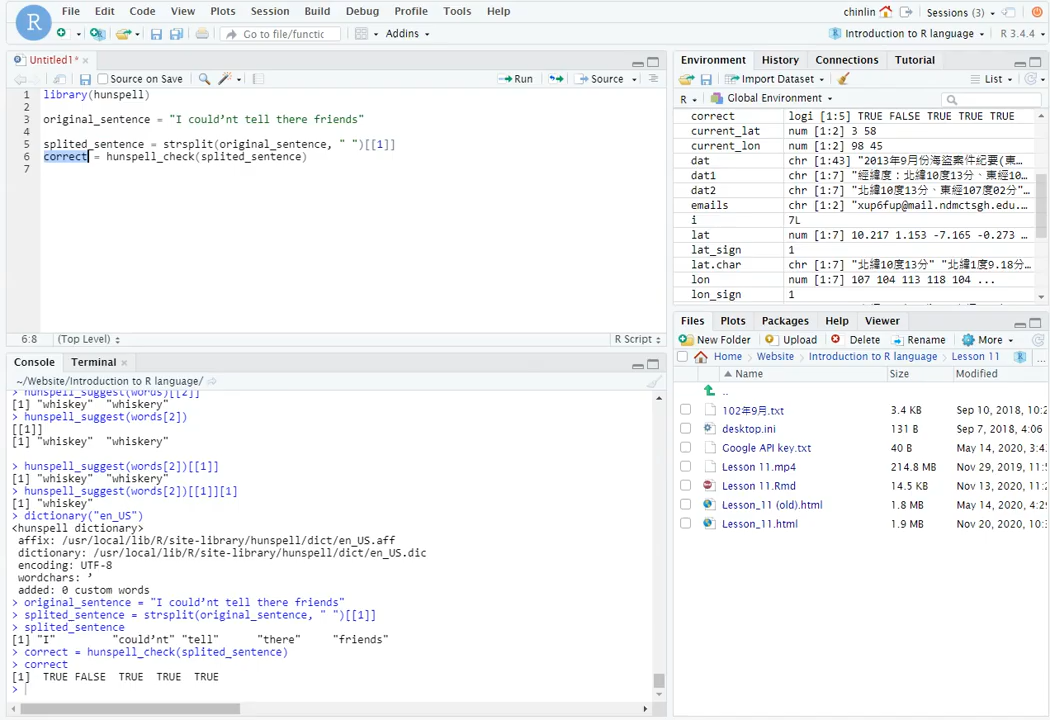 File Edit Code View Plots Session Build Debug Profile Tools Help
chinlin Sessions (3)
Go to file/functic Addins
Introduction to R language R 3.4.4
Untitled1*
Source on Save Run Source
1 library(hunspell)
2
3 original_sentence = "I could’nt tell there friends"
4
5 splited_sentence = strsplit(original_sentence, " ")[[1]]
6 correct = hunspell_check(splited_sentence)
7
6:8 (Top Level) R Script
Console Terminal
~/Website/Introduction to R language/
> hunspell_suggest(words)[[2]]
[1] "whiskey" "whiskery"
> hunspell_suggest(words[2])
[[1]]
[1] "whiskey" "whiskery"
> hunspell_suggest(words[2])[[1]]
[1] "whiskey" "whiskery"
> hunspell_suggest(words[2])[[1]][1]
[1] "whiskey"
> dictionary("en_US")
<hunspell dictionary>
affix: /usr/local/lib/R/site-library/hunspell/dict/en_US.aff
dictionary: /usr/local/lib/R/site-library/hunspell/dict/en_US.dic
encoding: UTF-8
wordchars: ’
added: 0 custom words
> original_sentence = "I could’nt tell there friends"
> splited_sentence = strsplit(original_sentence, " ")[[1]]
> splited_sentence
[1] "I" "could’nt" "tell" "there" "friends"
> correct = hunspell_check(splited_sentence)
> correct
[1] TRUE FALSE TRUE TRUE TRUE
>
Environment History Connections Tutorial
Import Dataset List
R Global Environment
correct logi [1:5] TRUE FALSE TRUE TRUE TRUE
current_lat num [1:2] 3 58
current_lon num [1:2] 98 45
dat chr [1:43] "2013年9月份海盜案件紀要(東…
dat1 chr [1:7] "經緯度：北緯10度13分、東經10…
dat2 chr [1:7] "北緯10度13分、東經107度02分"…
emails chr [1:2] "xup6fup@mail.ndmctsgh.edu.…
i 7L
lat num [1:7] 10.217 1.153 -7.165 -0.273 …
lat_sign 1
lat.char chr [1:7] "北緯10度13分" "北緯1度9.18分…
lon num [1:7] 107 104 113 118 104 ...
lon_sign 1
Files Plots Packages Help Viewer
New Folder Upload Delete Rename More
Home Website Introduction to R language Lesson 11 ...
Name Size Modified
..
102年9月.txt 3.4 KB Sep 10, 2018, 10:2
desktop.ini 131 B Sep 7, 2018, 4:06
Google API key.txt 40 B May 14, 2020, 3:4
Lesson 11.mp4 214.8 MB Nov 29, 2019, 11:5
Lesson 11.Rmd 14.5 KB Nov 13, 2020, 11:2
Lesson_11 (old).html 1.8 MB May 14, 2020, 4:29
Lesson_11.html 1.9 MB Nov 20, 2020, 10:3